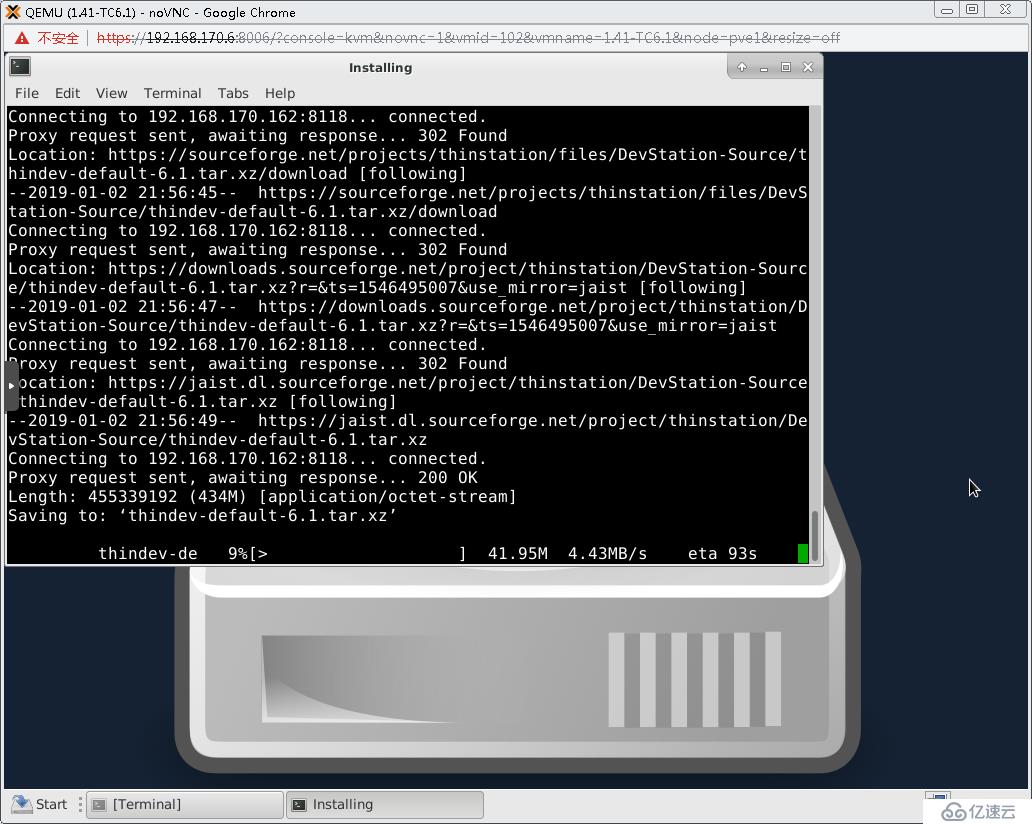 QEMU (1.41-TC6.1) - noVNC - Google Chrome
不安全 https://192.168.170.6:8006/?console=kvm&novnc=1&vmid=102&vmname=1.41-TC6.1&node=pve1&resize=off
Installing
File Edit View Terminal Tabs Help
Connecting to 192.168.170.162:8118... connected.
Proxy request sent, awaiting response... 302 Found
Location: https://sourceforge.net/projects/thinstation/files/DevStation-Source/t
hindev-default-6.1.tar.xz/download [following]
--2019-01-02 21:56:45--  https://sourceforge.net/projects/thinstation/files/DevS
tation-Source/thindev-default-6.1.tar.xz/download
Connecting to 192.168.170.162:8118... connected.
Proxy request sent, awaiting response... 302 Found
Location: https://downloads.sourceforge.net/project/thinstation/DevStation-Sourc
e/thindev-default-6.1.tar.xz?r=&ts=1546495007&use_mirror=jaist [following]
--2019-01-02 21:56:47--  https://downloads.sourceforge.net/project/thinstation/D
evStation-Source/thindev-default-6.1.tar.xz?r=&ts=1546495007&use_mirror=jaist
Connecting to 192.168.170.162:8118... connected.
Proxy request sent, awaiting response... 302 Found
ocation: https://jaist.dl.sourceforge.net/project/thinstation/DevStation-Source
thindev-default-6.1.tar.xz [following]
--2019-01-02 21:56:49--  https://jaist.dl.sourceforge.net/project/thinstation/De
vStation-Source/thindev-default-6.1.tar.xz
Connecting to 192.168.170.162:8118... connected.
Proxy request sent, awaiting response... 200 OK
Length: 455339192 (434M) [application/octet-stream]
Saving to: ‘thindev-default-6.1.tar.xz’
thindev-de   9%[>                    ]  41.95M  4.43MB/s    eta 93s
Start [Terminal] Installing
亿速云